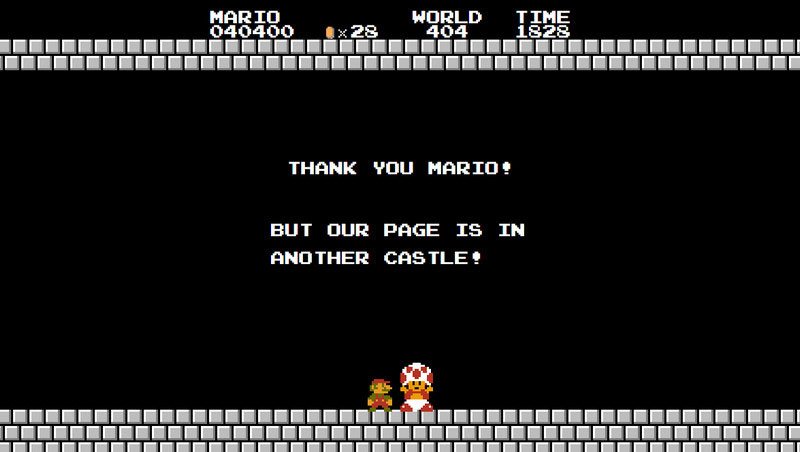 MARIO WORLD TIME
040400 ×28 404 1828
THANK YOU MARIO!
BUT OUR PAGE IS IN
ANOTHER CASTLE!